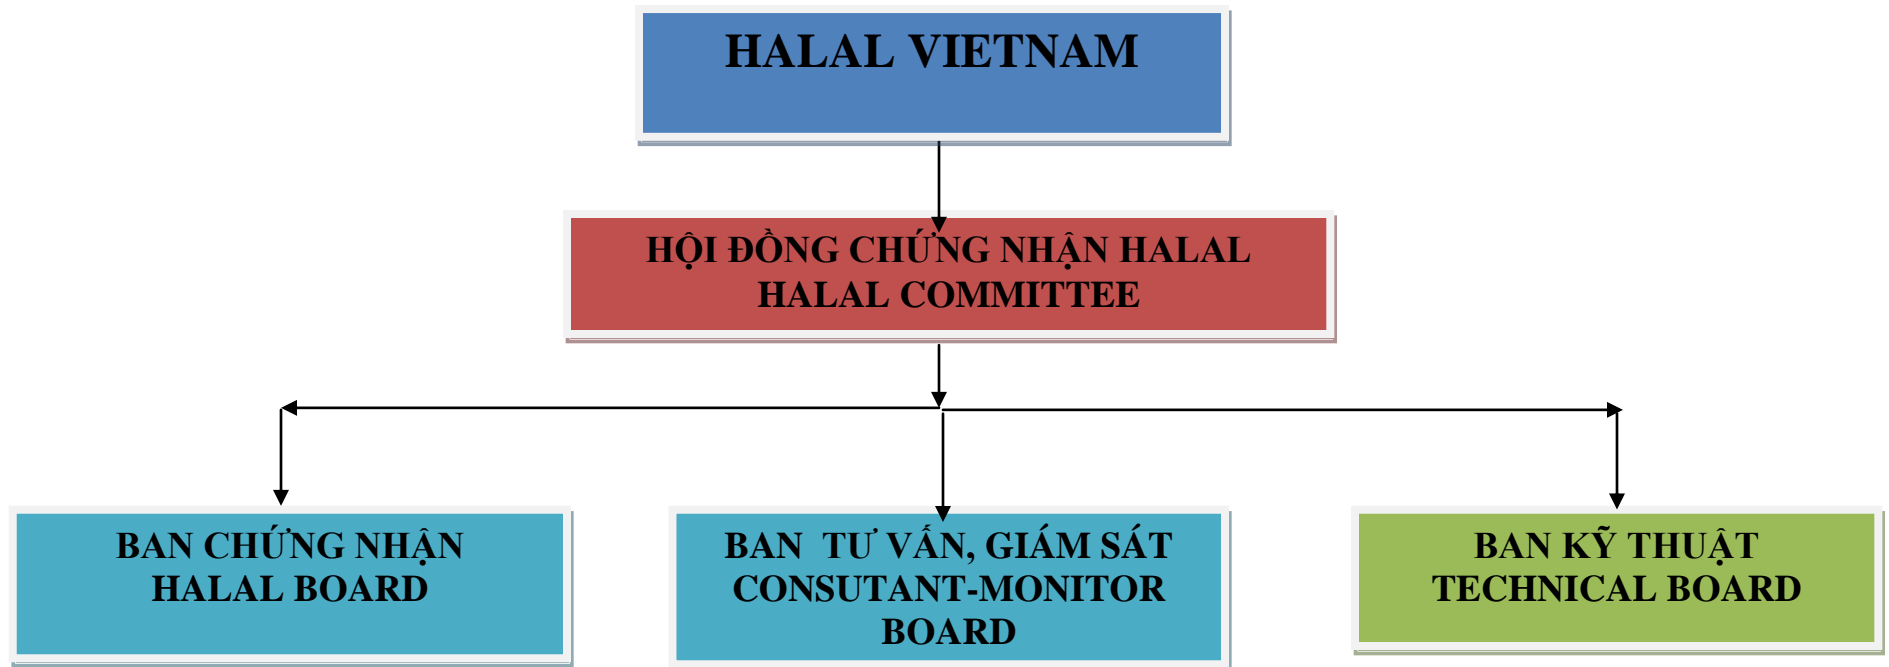 HALAL VIETNAM
HỘI ĐỒNG CHỨNG NHẬN HALAL
HALAL COMMITTEE
BAN CHỨNG NHẬN
HALAL BOARD
BAN TƯ VẤN, GIÁM SÁT
CONSUTANT-MONITOR
BOARD
BAN KỸ THUẬT
TECHNICAL BOARD